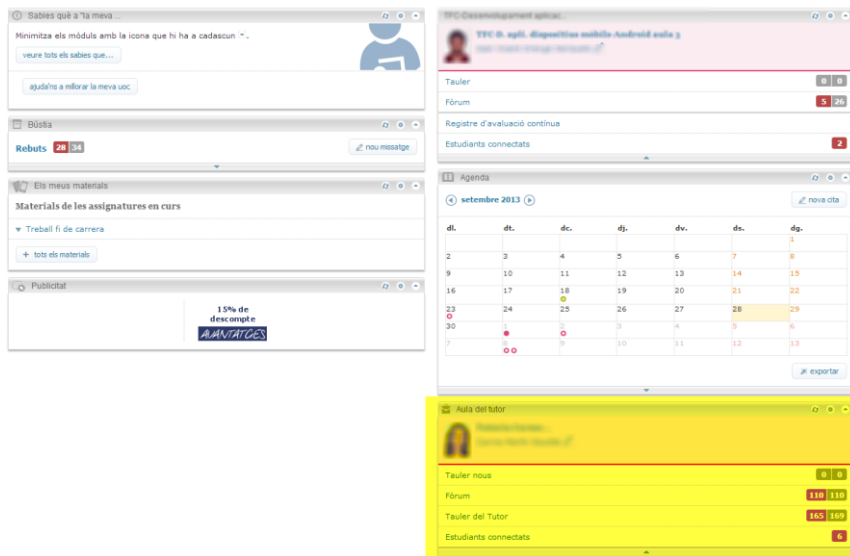 Sabies què a "la meva ...
Minimitza els mòduls amb la icona que hi ha a cadascun
veure tots els sabies que...
ajuda'ns a millorar la meva uoc
Bústia
Rebuts 28 34
nou missatge
Els meus materials
Materials de les assignatures en curs
Treball fi de carrera
+ tots els materials
Publicitat
15% de
descompte
AVANTATGES
TFC-Desenvolupament aplicac...
TFC-D. apli. dispositius mòbils-Android aula 3
Tauler 0 0
Fòrum 5 26
Registre d'avaluació contínua
Estudiants connectats 2
Agenda
setembre 2013
nova cita
dl. dt. dc. dj. dv. ds. dg.
1
2 3 4 5 6 7 8
9 10 11 12 13 14 15
16 17 18 19 20 21 22
23 24 25 26 27 28 29
30 1 2 3 4 5 6
7 8 9 10 11 12 13
exportar
Aula del tutor
Tauler nous 0 0
Fòrum 110 110
Tauler del Tutor 165 169
Estudiants connectats 6